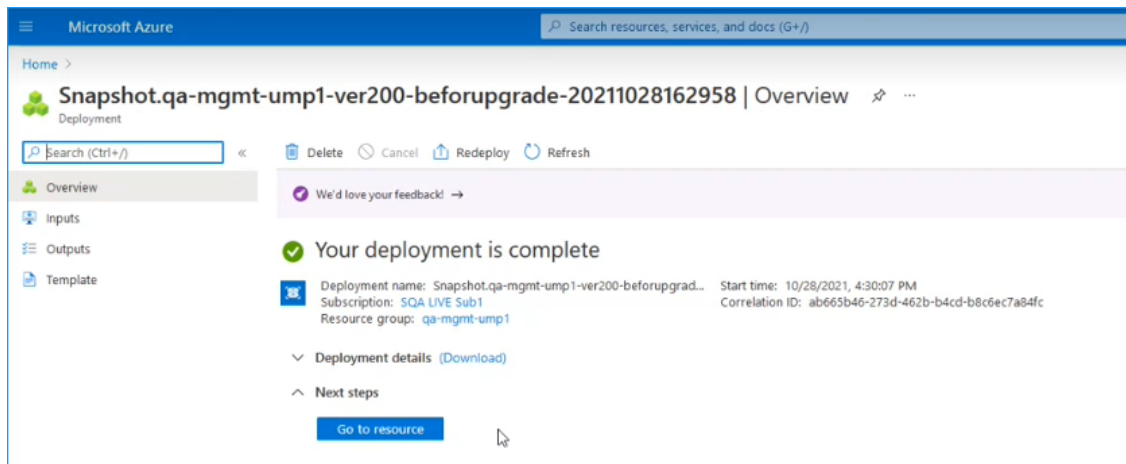 Microsoft Azure
Search resources, services, and docs (G+/)
Home >
Snapshot.qa-mgmt-ump1-ver200-beforupgrade-20211028162958 | Overview ...
Deployment
Search (Ctrl+/) «
Delete Cancel Redeploy Refresh
Overview
We'd love your feedback! →
Inputs
Outputs
Your deployment is complete
Template
Deployment name: Snapshot.qa-mgmt-ump1-ver200-beforupgrad... Start time: 10/28/2021, 4:30:07 PM
Subscription: SQA LIVE Sub1 Correlation ID: ab665b46-273d-462b-b4cd-b8c6ec7a84fc
Resource group: qa-mgmt-ump1
Deployment details (Download)
Next steps
Go to resource